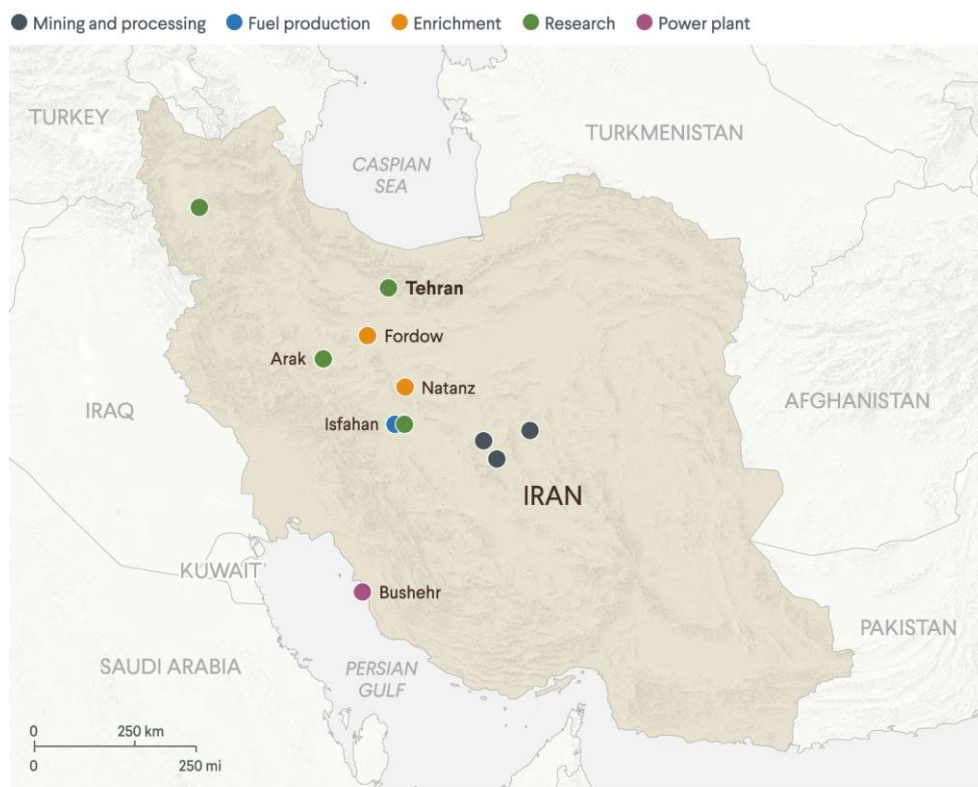 Mining and processing Fuel production Enrichment Research Power plant
TURKEY
TURKMENISTAN
CASPIAN
SEA
Tehran
Fordow
Arak
Natanz
IRAQ
AFGHANISTAN
Isfahan
IRAN
KUWAIT
Bushehr
PAKISTAN
SAUDI ARABIA
PERSIAN
GULF
0 250 km
0 250 mi